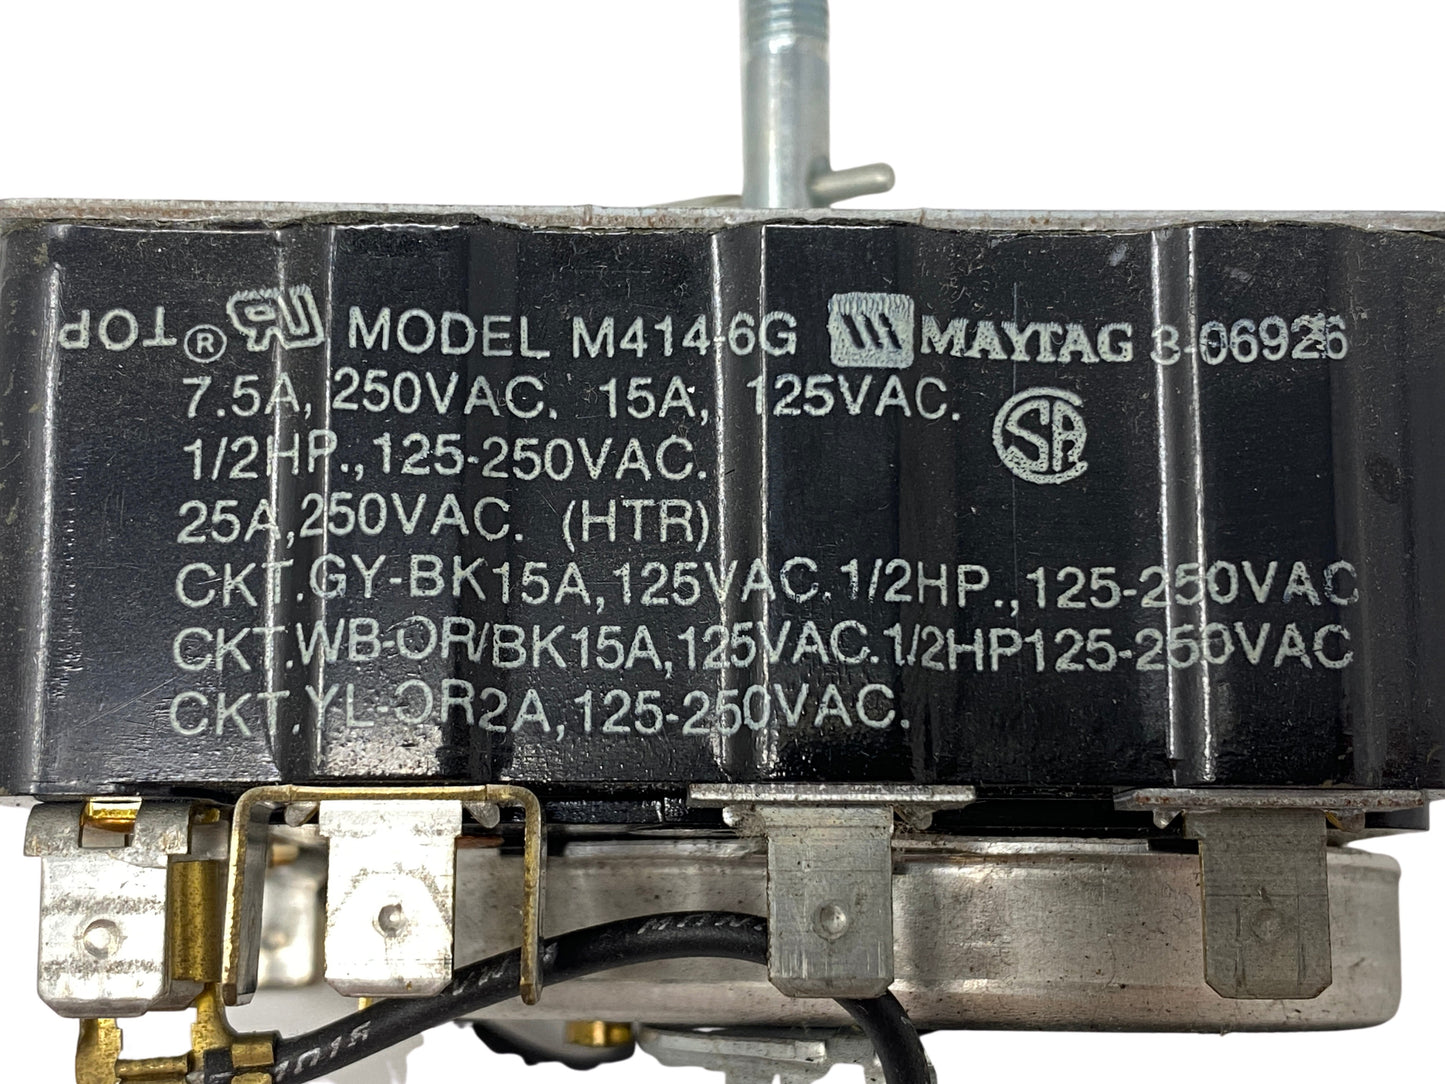 TOP ® RU MODEL M414-6G MAYTAG 3-06926
7.5A, 250VAC. 15A, 125VAC.
1/2HP.,125-250VAC. SA
25A,250VAC. (HTR)
CKT.GY-BK15A,125VAC.1/2HP.,125-250VAC
CKT.WB-OR/BK15A,125VAC.1/2HP125-250VAC
CKT.YL-OR2A,125-250VAC.